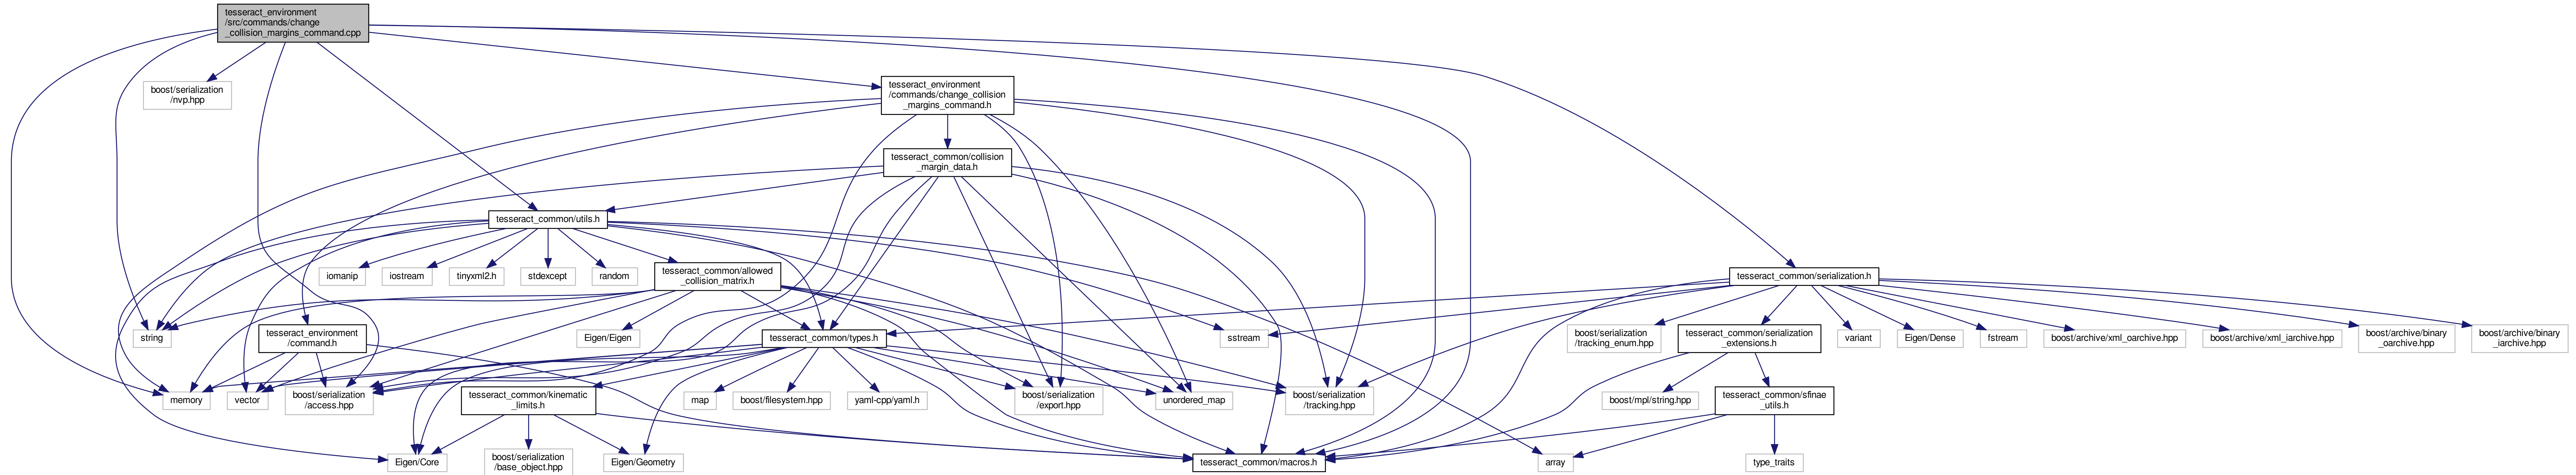 tesseract_environment
/src/commands/change
_collision_margins_command.cpp
boost/serialization
/nvp.hpp
tesseract_environment
/commands/change_collision
_margins_command.h
tesseract_common/collision
_margin_data.h
tesseract_common/utils.h
iomanip
iostream
tinyxml2.h
stdexcept
random
tesseract_common/allowed
_collision_matrix.h
tesseract_common/serialization.h
string
tesseract_environment
/command.h
Eigen/Eigen
tesseract_common/types.h
sstream
boost/serialization
/tracking_enum.hpp
tesseract_common/serialization
_extensions.h
variant
Eigen/Dense
fstream
boost/archive/xml_oarchive.hpp
boost/archive/xml_iarchive.hpp
boost/archive/binary
_oarchive.hpp
boost/archive/binary
_iarchive.hpp
memory
vector
boost/serialization
/access.hpp
tesseract_common/kinematic
_limits.h
map
boost/filesystem.hpp
yaml-cpp/yaml.h
boost/serialization
/export.hpp
unordered_map
boost/serialization
/tracking.hpp
boost/mpl/string.hpp
tesseract_common/sfinae
_utils.h
Eigen/Core
boost/serialization
/base_object.hpp
Eigen/Geometry
tesseract_common/macros.h
array
type_traits